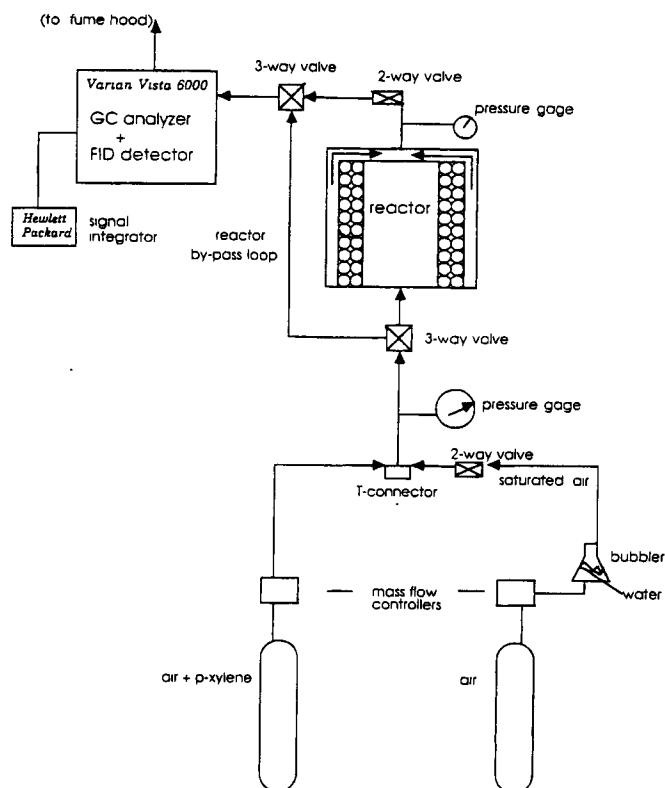 (to fume hood)
Varian Vista 6000
GC analyzer
+
FID detector
3-way valve
2-way valve
pressure gage
Hewlett
Packard
signal
integrator
reactor
by-pass loop
reactor
3-way valve
pressure gage
2-way valve
saturated air
T-connector
bubbler
water
mass flow
controllers
air + p-xylene
air